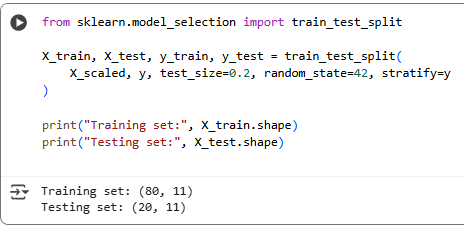 from sklearn.model_selection import train_test_split
X_train, X_test, y_train, y_test = train_test_split(
    X_scaled, y, test_size=0.2, random_state=42, stratify=y
)
print("Training set:", X_train.shape)
print("Testing set:", X_test.shape)
Training set: (80, 11)
Testing set: (20, 11)